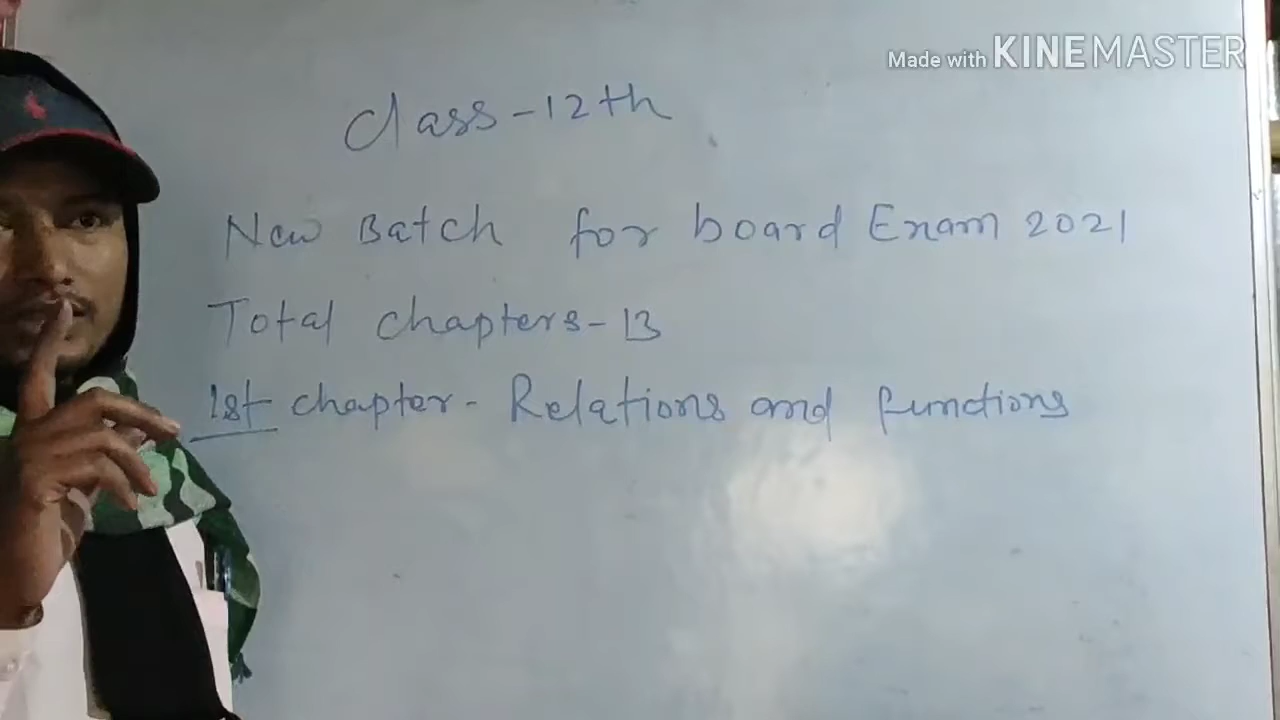 Made with KINEMASTER
Class-12th
New Batch for board Exam 2021
Total chapters-13
1st chapter- Relations and functions